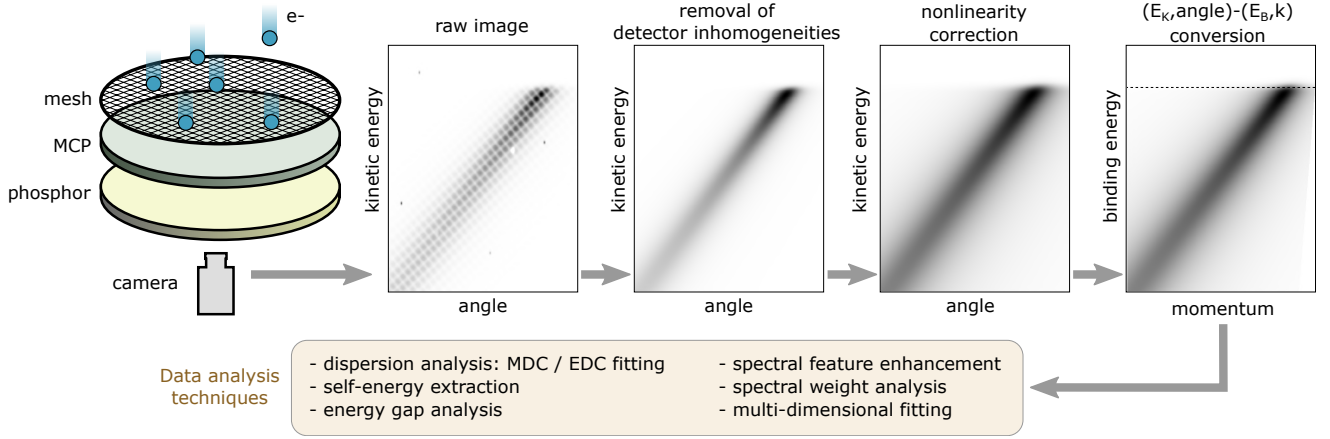 e-
mesh
MCP
phosphor
camera
raw image
kinetic energy
angle
removal of
detector inhomogeneities
kinetic energy
angle
nonlinearity
correction
kinetic energy
angle
(E_K,angle)-(E_B,k)
conversion
binding energy
momentum
Data analysis
techniques
- dispersion analysis: MDC / EDC fitting
- self-energy extraction
- energy gap analysis
- spectral feature enhancement
- spectral weight analysis
- multi-dimensional fitting